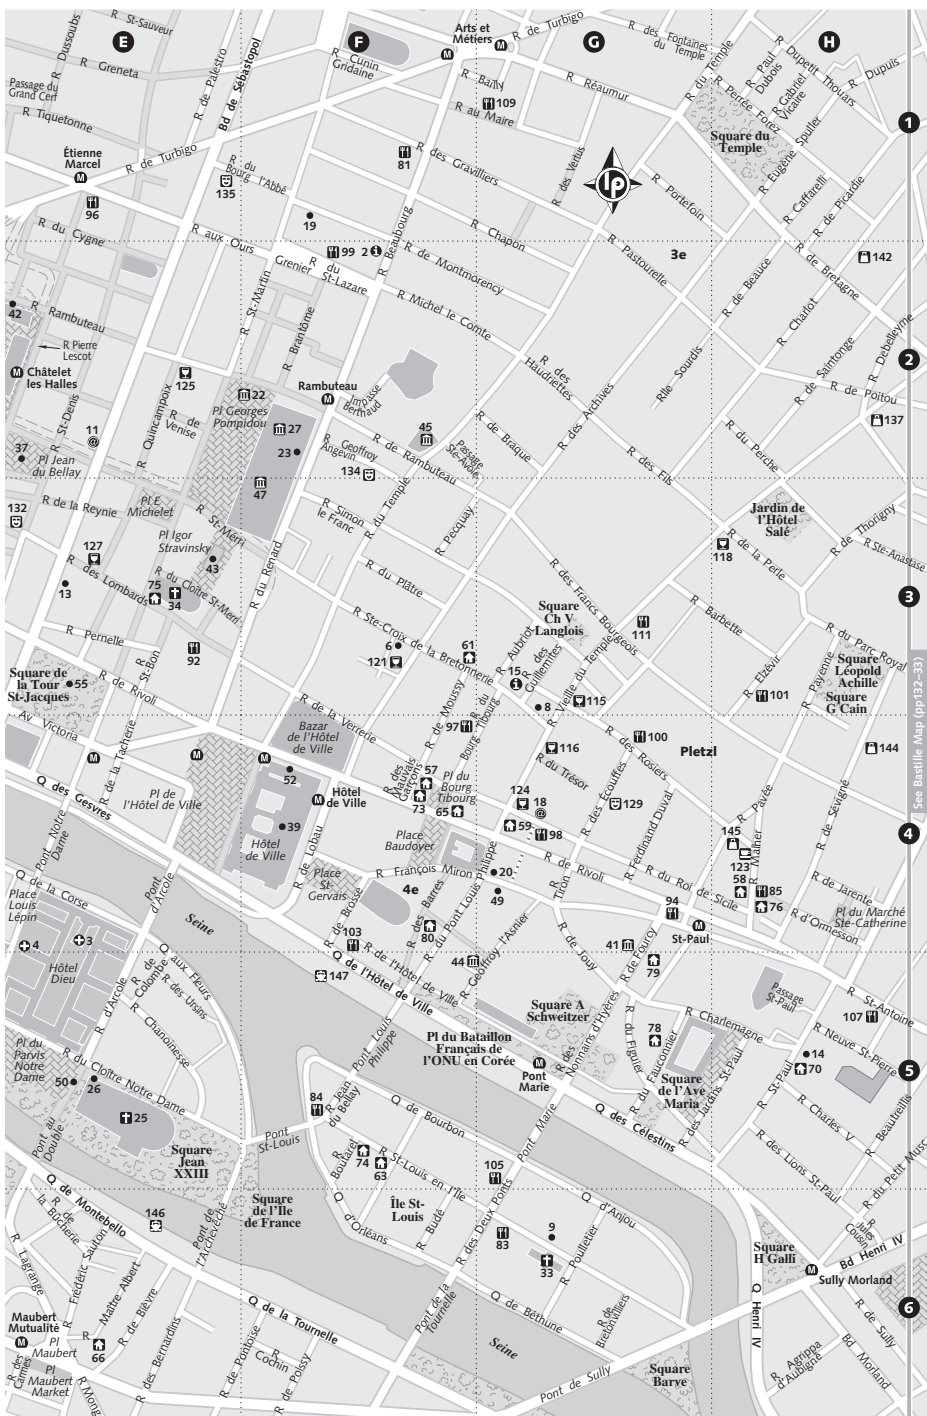 E
F
G
H
R Dussoubs
R St-Sauveur
R Greneta
Passage du
Grand Cerf
R Tiquetonne
R de Palestro
Bd de Sébastopol
R de Turbigo
Étienne
Marcel
96
R du Cygne
R du
Bourg l'Abbé
135
19
R aux Ours
99
2
R du
Grenier
St-Lazare
R
Cunin
Gridaine
Arts et
Métiers
R de Turbigo
R Bailly
109
R au Maire
81
R des Gravilliers
R Réaumur
R des Vertus
lp
R Chapon
R de Montmorency
R Beaubourg
R Michel le Comte
R des Fontaines
du Temple
R du Temple
R Perrée
R Paul
Dubois
R Gabriel
Vicaire
R Dupetit Thouars
R Dupuis
Forez
Square du
Temple
R Eugène Spuller
R Caffarelli
R de Picardie
R Portefoin
R Pastourelle
3e
142
R de Bretagne
R de Beauce
R Charlot
R de Saintonge
R Debelleyme
R de Poitou
137
1
42
R Rambuteau
R Pierre
Lescot
Châtelet
les Halles
125
R St-Martin
R Brantôme
22
Pl Georges
Pompidou
27
23
47
Rambuteau
Impasse
Berthaud
45
R Geoffroy
Angevin
134
R de Rambuteau
Passage
Ste-Avoie
R de Braque
R des
Haudriettes
R des Archives
Rlle Sourdis
R des Fils
R du Perche
2
R St-Denis
11
37
Pl Jean
du Bellay
R Quincampoix
R de
Venise
132
R de la Reynie
Pl E
Michelet
R St-Merri
Pl Igor
Stravinsky
43
127
R des Lombards
75
34
R du Cloître St-Merri
13
R Pernelle
92
R St-Bon
R du Renard
R Simon
le Franc
R du Temple
R Pecquay
R du Plâtre
R Ste-Croix de la Bretonnerie
6
121
61
15
R Aubriot
R des
Guillemites
8
Square
Ch V
Langlois
R des Francs Bourgeois
111
R Vieille du Temple
115
118
R de la Perle
Jardin de
l'Hôtel
Salé
R de Thorigny
R Ste-Anastase
R Barbette
R Elzévir
101
R Payenne
R du Parc Royal
Square
Léopold
Achille
Square
G Cain
3
See Bastille Map (pp132–33)
Square de
la Tour
St-Jacques
55
R de Rivoli
Av Victoria
R de la Tacherie
Q de Gesvres
Pont Notre
Dame
Pl de
l'Hôtel de Ville
Bazar
de l'Hôtel
de Ville
52
39
Hôtel
de Ville
Hôtel
de Ville
R de la Verrerie
R de Moussy
97
R du
Bourg Tibourg
R des
Mauvais
Garçons
57
73
Pl du
Bourg
Tibourg
65
Place
Baudoyer
R de Lobau
Place
St-
Gervais
R François Miron
4e
R de Brosse
R des Barres
80
103
R de l'Hôtel de Ville
R du Pont Louis Philippe
20
49
44
R Geoffroy l'Asnier
116
R du Trésor
124
18
59
98
R des Écouffes
R des Rosiers
100
Pletzl
129
R Ferdinand Duval
R de Rivoli
R du Roi de Sicile
R Pavée
R Malher
145
123
58
85
76
144
R de Sévigné
R de Jarente
Pl du Marché
Ste-Catherine
R d'Ormesson
94
St-Paul
R Tiron
R de Jouy
41
R de Fourcy
79
4
Q de la Corse
Place
Louis
Lépin
Pont
d'Arcole
Seine
4
3
Hôtel
Dieu
147
Q de l'Hôtel de Ville
R d'Arcole
R de la
Colombe
Q aux Fleurs
R des Ursins
R Chanoinesse
Pl du
Parvis
Notre
Dame
R du Cloître Notre Dame
50
26
25
Square
Jean
XXIII
Pont au
Double
Pont Louis
Philippe
84
R Jean
du Bellay
Pont
St-Louis
Q de Bourbon
R Boutarel
74
63
R St-Louis en l'Île
105
Pl du Bataillon
Français de
l'ONU en Corée
Pont
Marie
Pont Marie
Square A
Schweitzer
R des
Nonnains d'Hyères
R du Figuier
78
R du Fauconnier
Square
de l'Ave
Maria
Q des Célestins
R des Jardins St-Paul
R Charlemagne
Passage
St-Paul
R St-Antoine
107
14
70
R Neuve St-Pierre
R St-Paul
R Charles V
R Beautreillis
R des Lions St-Paul
R du Petit Musc
5
Q de Montebello
R de
la Bûcherie
146
Pont de
l'Archevêché
Square
de l'Île
de France
Île St-
Louis
Q d'Orléans
R Budé
R des Deux Ponts
83
9
33
R Poulletier
Q d'Anjou
Q de Béthune
R de
Bretonvilliers
Pont de la
Tournelle
Seine
Pont de Sully
Square
Barye
Square
H Galli
Q Henri IV
R Jules
Cousin
Bd Henri IV
Sully Morland
R de Sully
Bd Morland
R Agrippa
d'Aubigné
6
R Lagrange
R Frédéric Sauton
R Maître Albert
R de Bièvre
Maubert
Mutualité
Pl
Maubert
66
R des
Carmes
Pl
Maubert
Market
R Monge
R des Bernardins
R de Pontoise
R
Cochin
R de Poissy
Q de la Tournelle